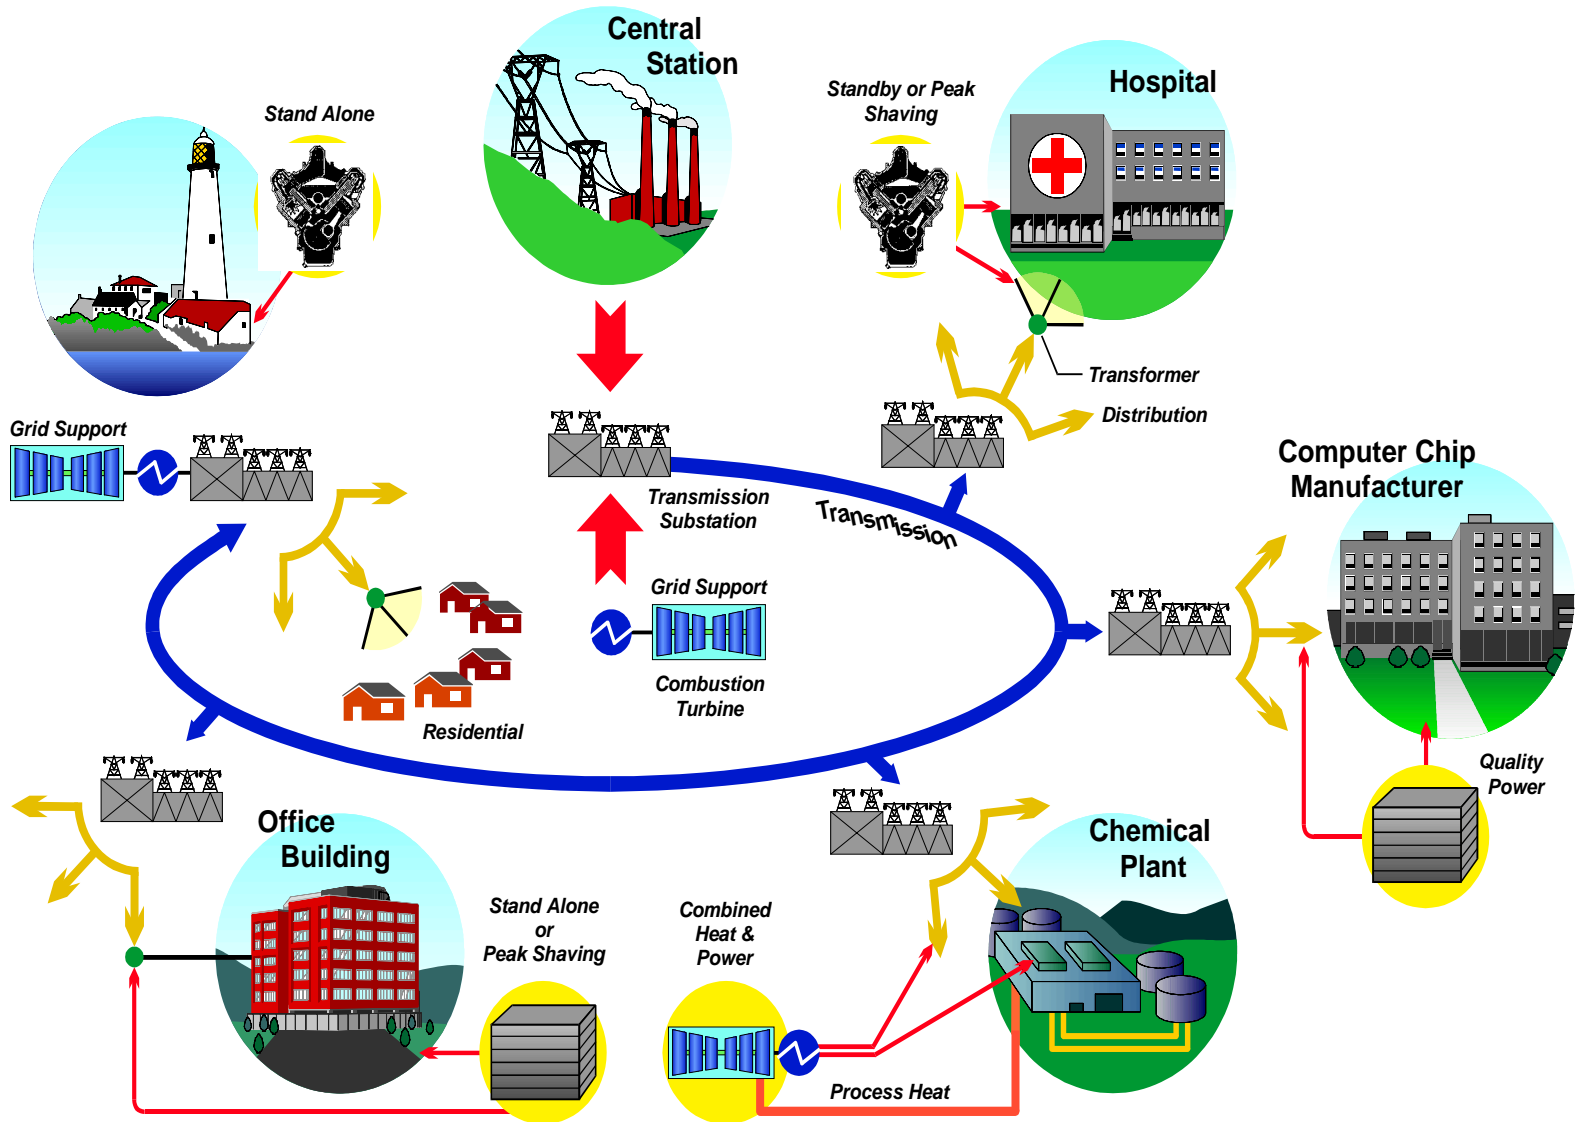 Central
Station
Stand Alone
Standby or Peak
Shaving
Hospital
Transformer
Distribution
Grid Support
Transmission
Substation
Transmission
Computer Chip
Manufacturer
Grid Support
Combustion
Turbine
Residential
Quality
Power
Office
Building
Stand Alone
or
Peak Shaving
Combined
Heat &
Power
Chemical
Plant
Process Heat